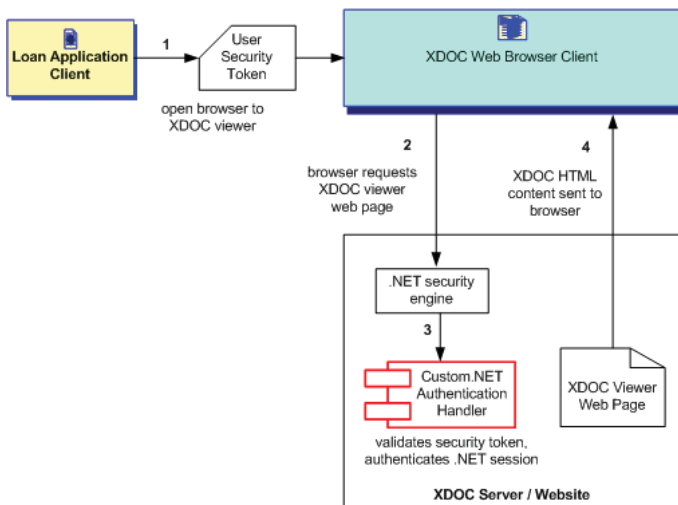 Loan Application
Client
1
User
Security
Token
open browser to
XDOC viewer
XDOC Web Browser Client
2
browser requests
XDOC viewer
web page
4
XDOC HTML
content sent to
browser
.NET security
engine
3
Custom.NET
Authentication
Handler
validates security token,
authenticates .NET session
XDOC Viewer
Web Page
XDOC Server / Website